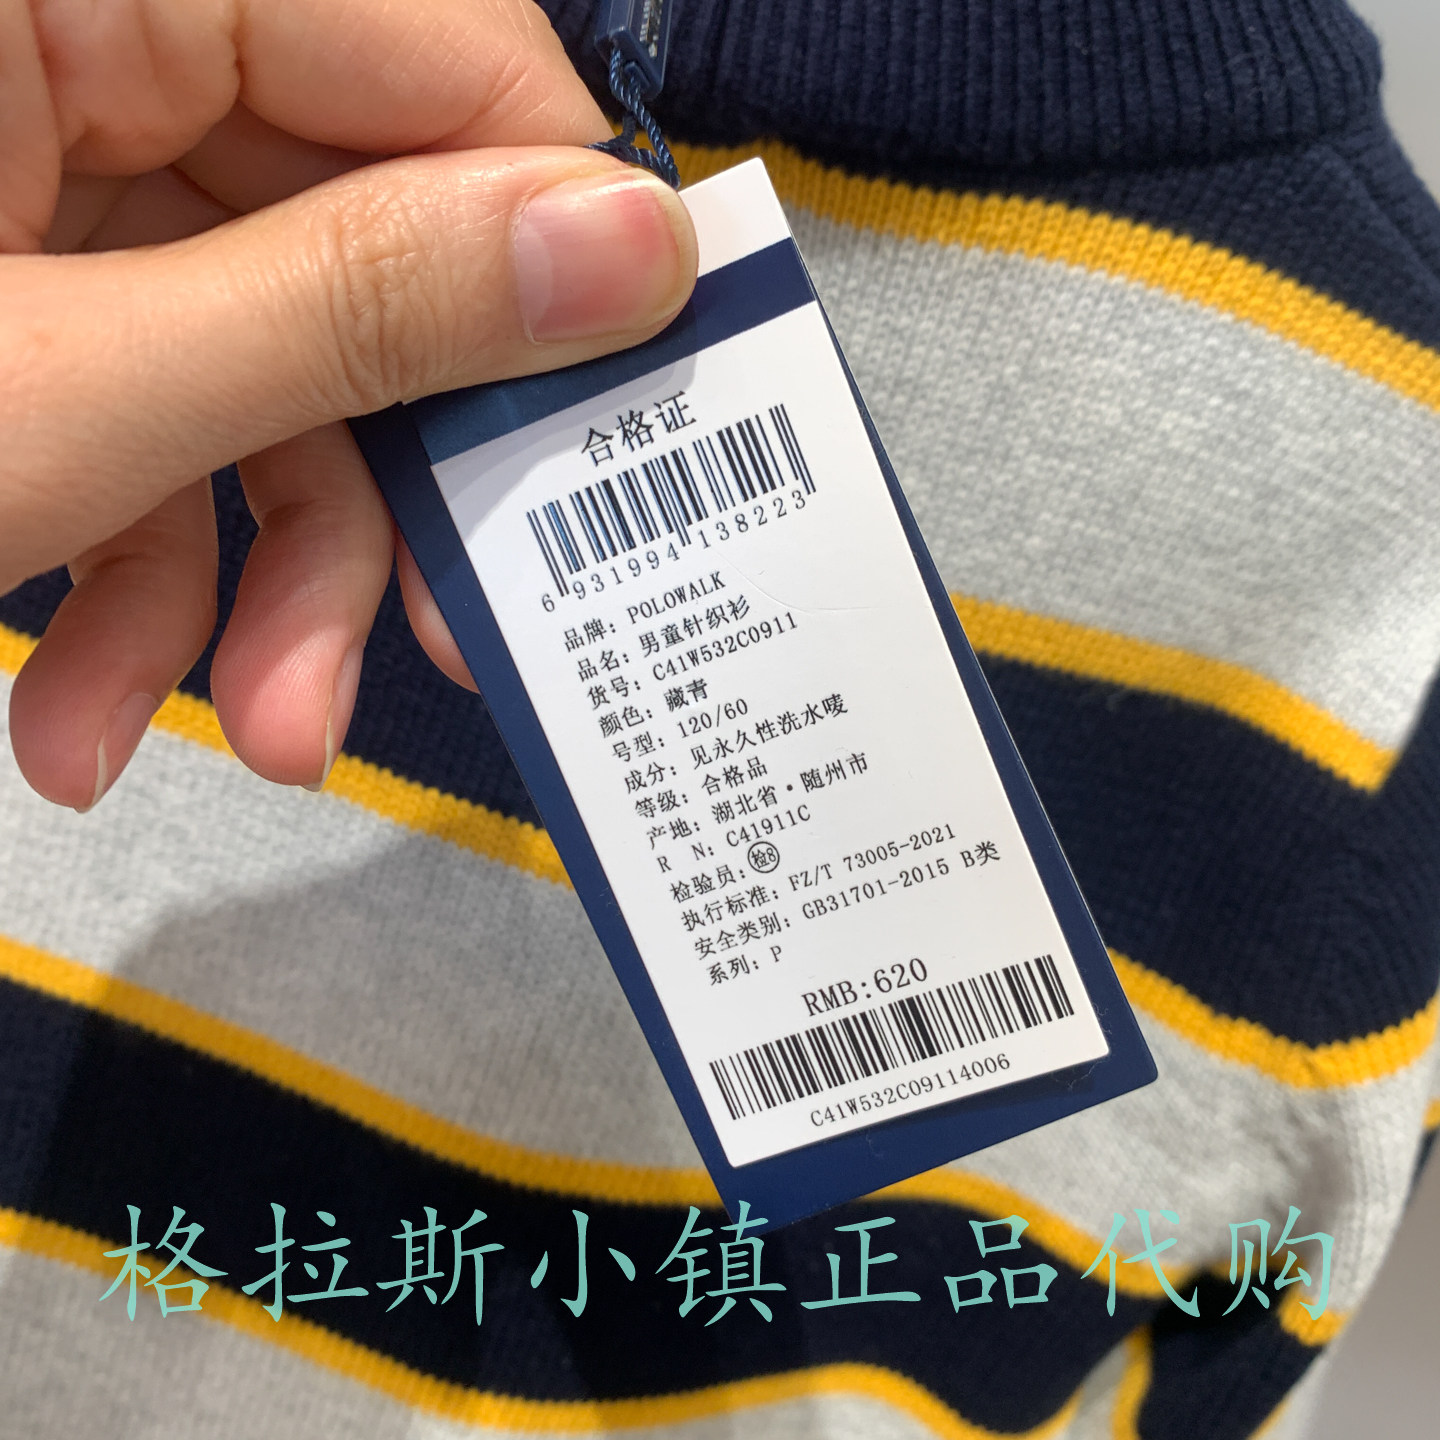 合格证
6 931994 138223
品牌: POLOWALK
品名: 男童针织衫
货号: C41W532C0911
颜色: 藏青
号型: 120/60
成分: 见永久性洗水唛
等级: 合格品
产地: 湖北省·随州市
R N: C41911C
检验员: 检8
执行标准: FZ/T 73005-2021
安全类别: GB31701-2015 B类
系列: P
RMB:620
C41W532C09114006
格拉斯小镇正品代购